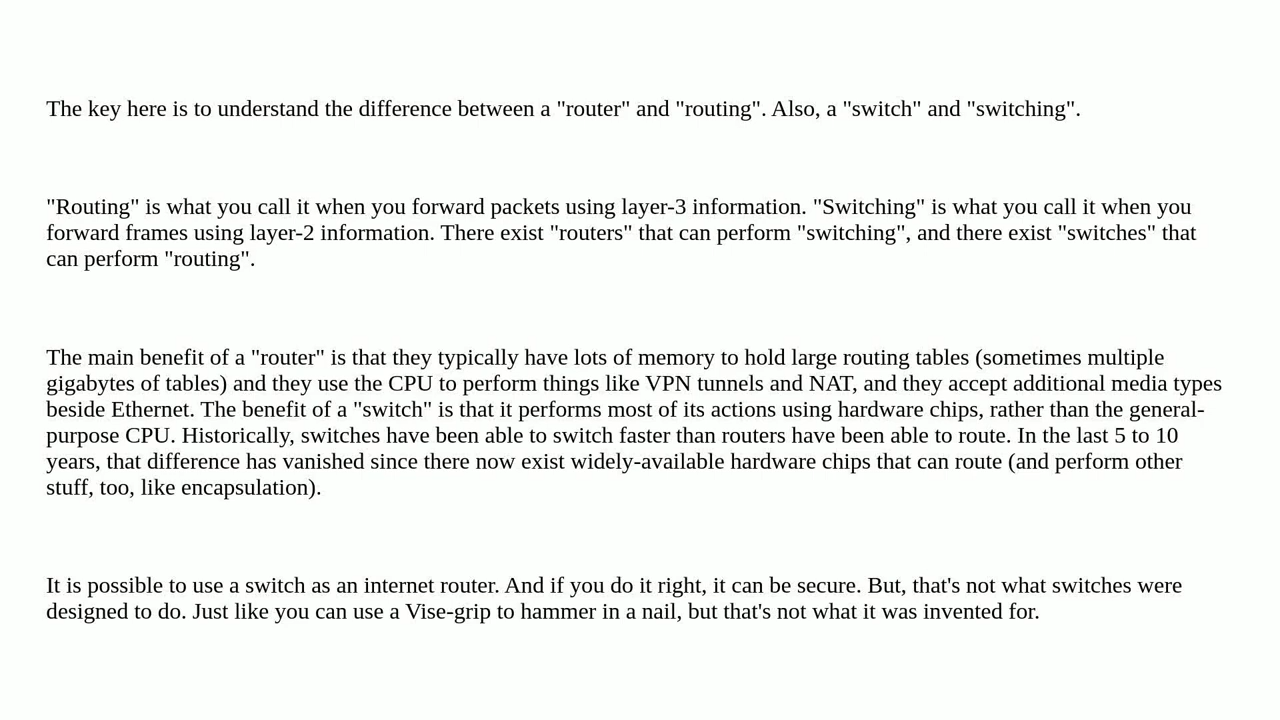 The key here is to understand the difference between a "router" and "routing". Also, a "switch" and "switching".
"Routing" is what you call it when you forward packets using layer-3 information. "Switching" is what you call it when you
forward frames using layer-2 information. There exist "routers" that can perform "switching", and there exist "switches" that
can perform "routing".
The main benefit of a "router" is that they typically have lots of memory to hold large routing tables (sometimes multiple
gigabytes of tables) and they use the CPU to perform things like VPN tunnels and NAT, and they accept additional media types
beside Ethernet. The benefit of a "switch" is that it performs most of its actions using hardware chips, rather than the general-
purpose CPU. Historically, switches have been able to switch faster than routers have been able to route. In the last 5 to 10
years, that difference has vanished since there now exist widely-available hardware chips that can route (and perform other
stuff, too, like encapsulation).
It is possible to use a switch as an internet router. And if you do it right, it can be secure. But, that's not what switches were
designed to do. Just like you can use a Vise-grip to hammer in a nail, but that's not what it was invented for.